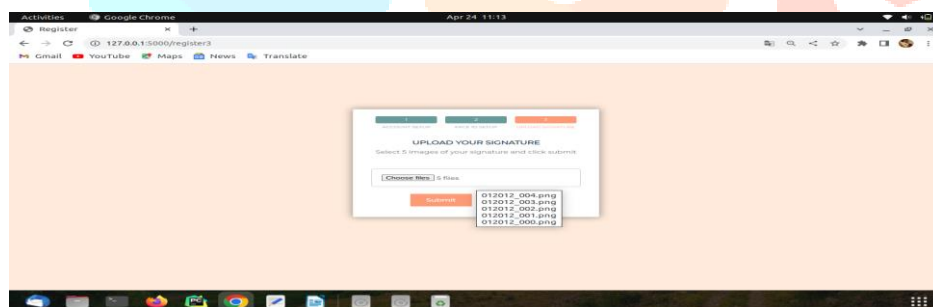 Activities Google Chrome Apr 24 11:13
Register
127.0.0.1:5000/register3
Gmail YouTube Maps News Translate
1 2 3
UPLOAD YOUR SIGNATURE
Select 5 images of your signature and click submit
Choose files 5 files
Submit
012012_004.png
012012_003.png
012012_002.png
012012_001.png
012012_000.png